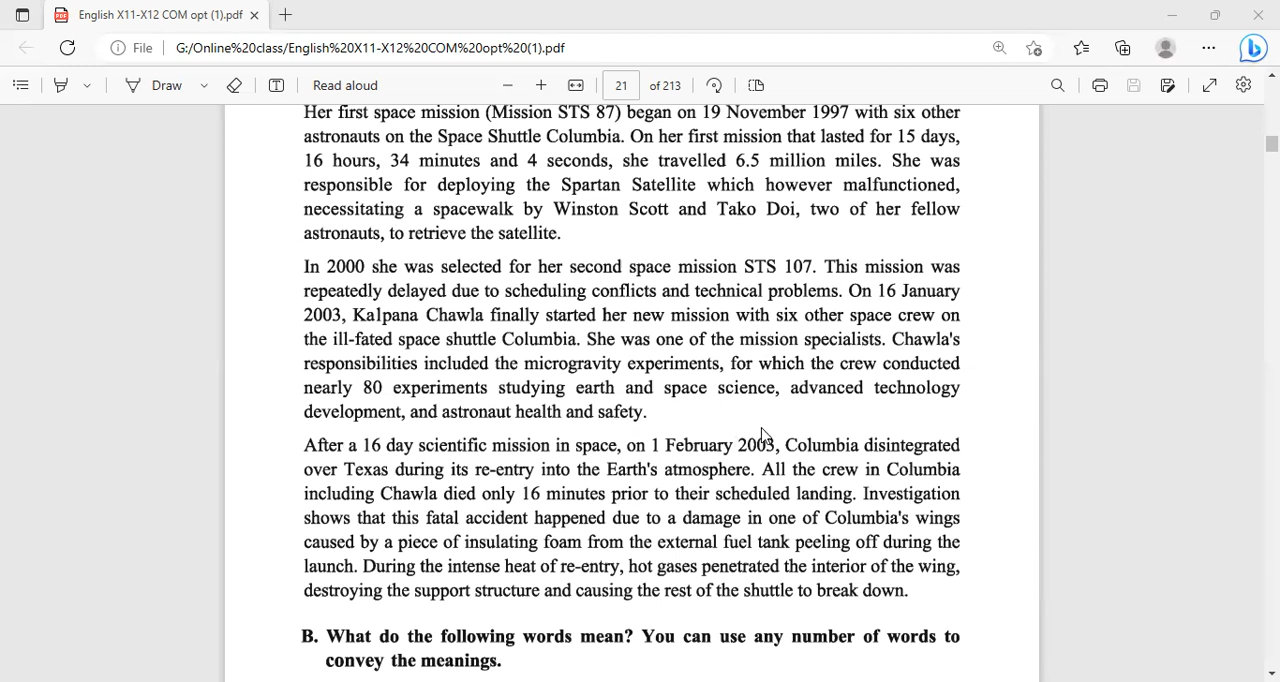 English X11-X12 COM opt (1).pdf
File
G:/Online%20class/English%20X11-X12%20COM%20opt%20(1).pdf
Draw
Read aloud
21
of 213
Her first space mission (Mission STS 87) began on 19 November 1997 with six other
astronauts on the Space Shuttle Columbia. On her first mission that lasted for 15 days,
16 hours, 34 minutes and 4 seconds, she travelled 6.5 million miles. She was
responsible for deploying the Spartan Satellite which however malfunctioned,
necessitating a spacewalk by Winston Scott and Tako Doi, two of her fellow
astronauts, to retrieve the satellite.
In 2000 she was selected for her second space mission STS 107. This mission was
repeatedly delayed due to scheduling conflicts and technical problems. On 16 January
2003, Kalpana Chawla finally started her new mission with six other space crew on
the ill-fated space shuttle Columbia. She was one of the mission specialists. Chawla's
responsibilities included the microgravity experiments, for which the crew conducted
nearly 80 experiments studying earth and space science, advanced technology
development, and astronaut health and safety.
After a 16 day scientific mission in space, on 1 February 2003, Columbia disintegrated
over Texas during its re-entry into the Earth's atmosphere. All the crew in Columbia
including Chawla died only 16 minutes prior to their scheduled landing. Investigation
shows that this fatal accident happened due to a damage in one of Columbia's wings
caused by a piece of insulating foam from the external fuel tank peeling off during the
launch. During the intense heat of re-entry, hot gases penetrated the interior of the wing,
destroying the support structure and causing the rest of the shuttle to break down.
B. What do the following words mean? You can use any number of words to
convey the meanings.